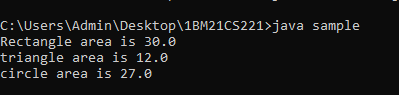 C:\Users\Admin\Desktop\1BM21CS221>java sample
Rectangle area is 30.0
triangle area is 12.0
circle area is 27.0